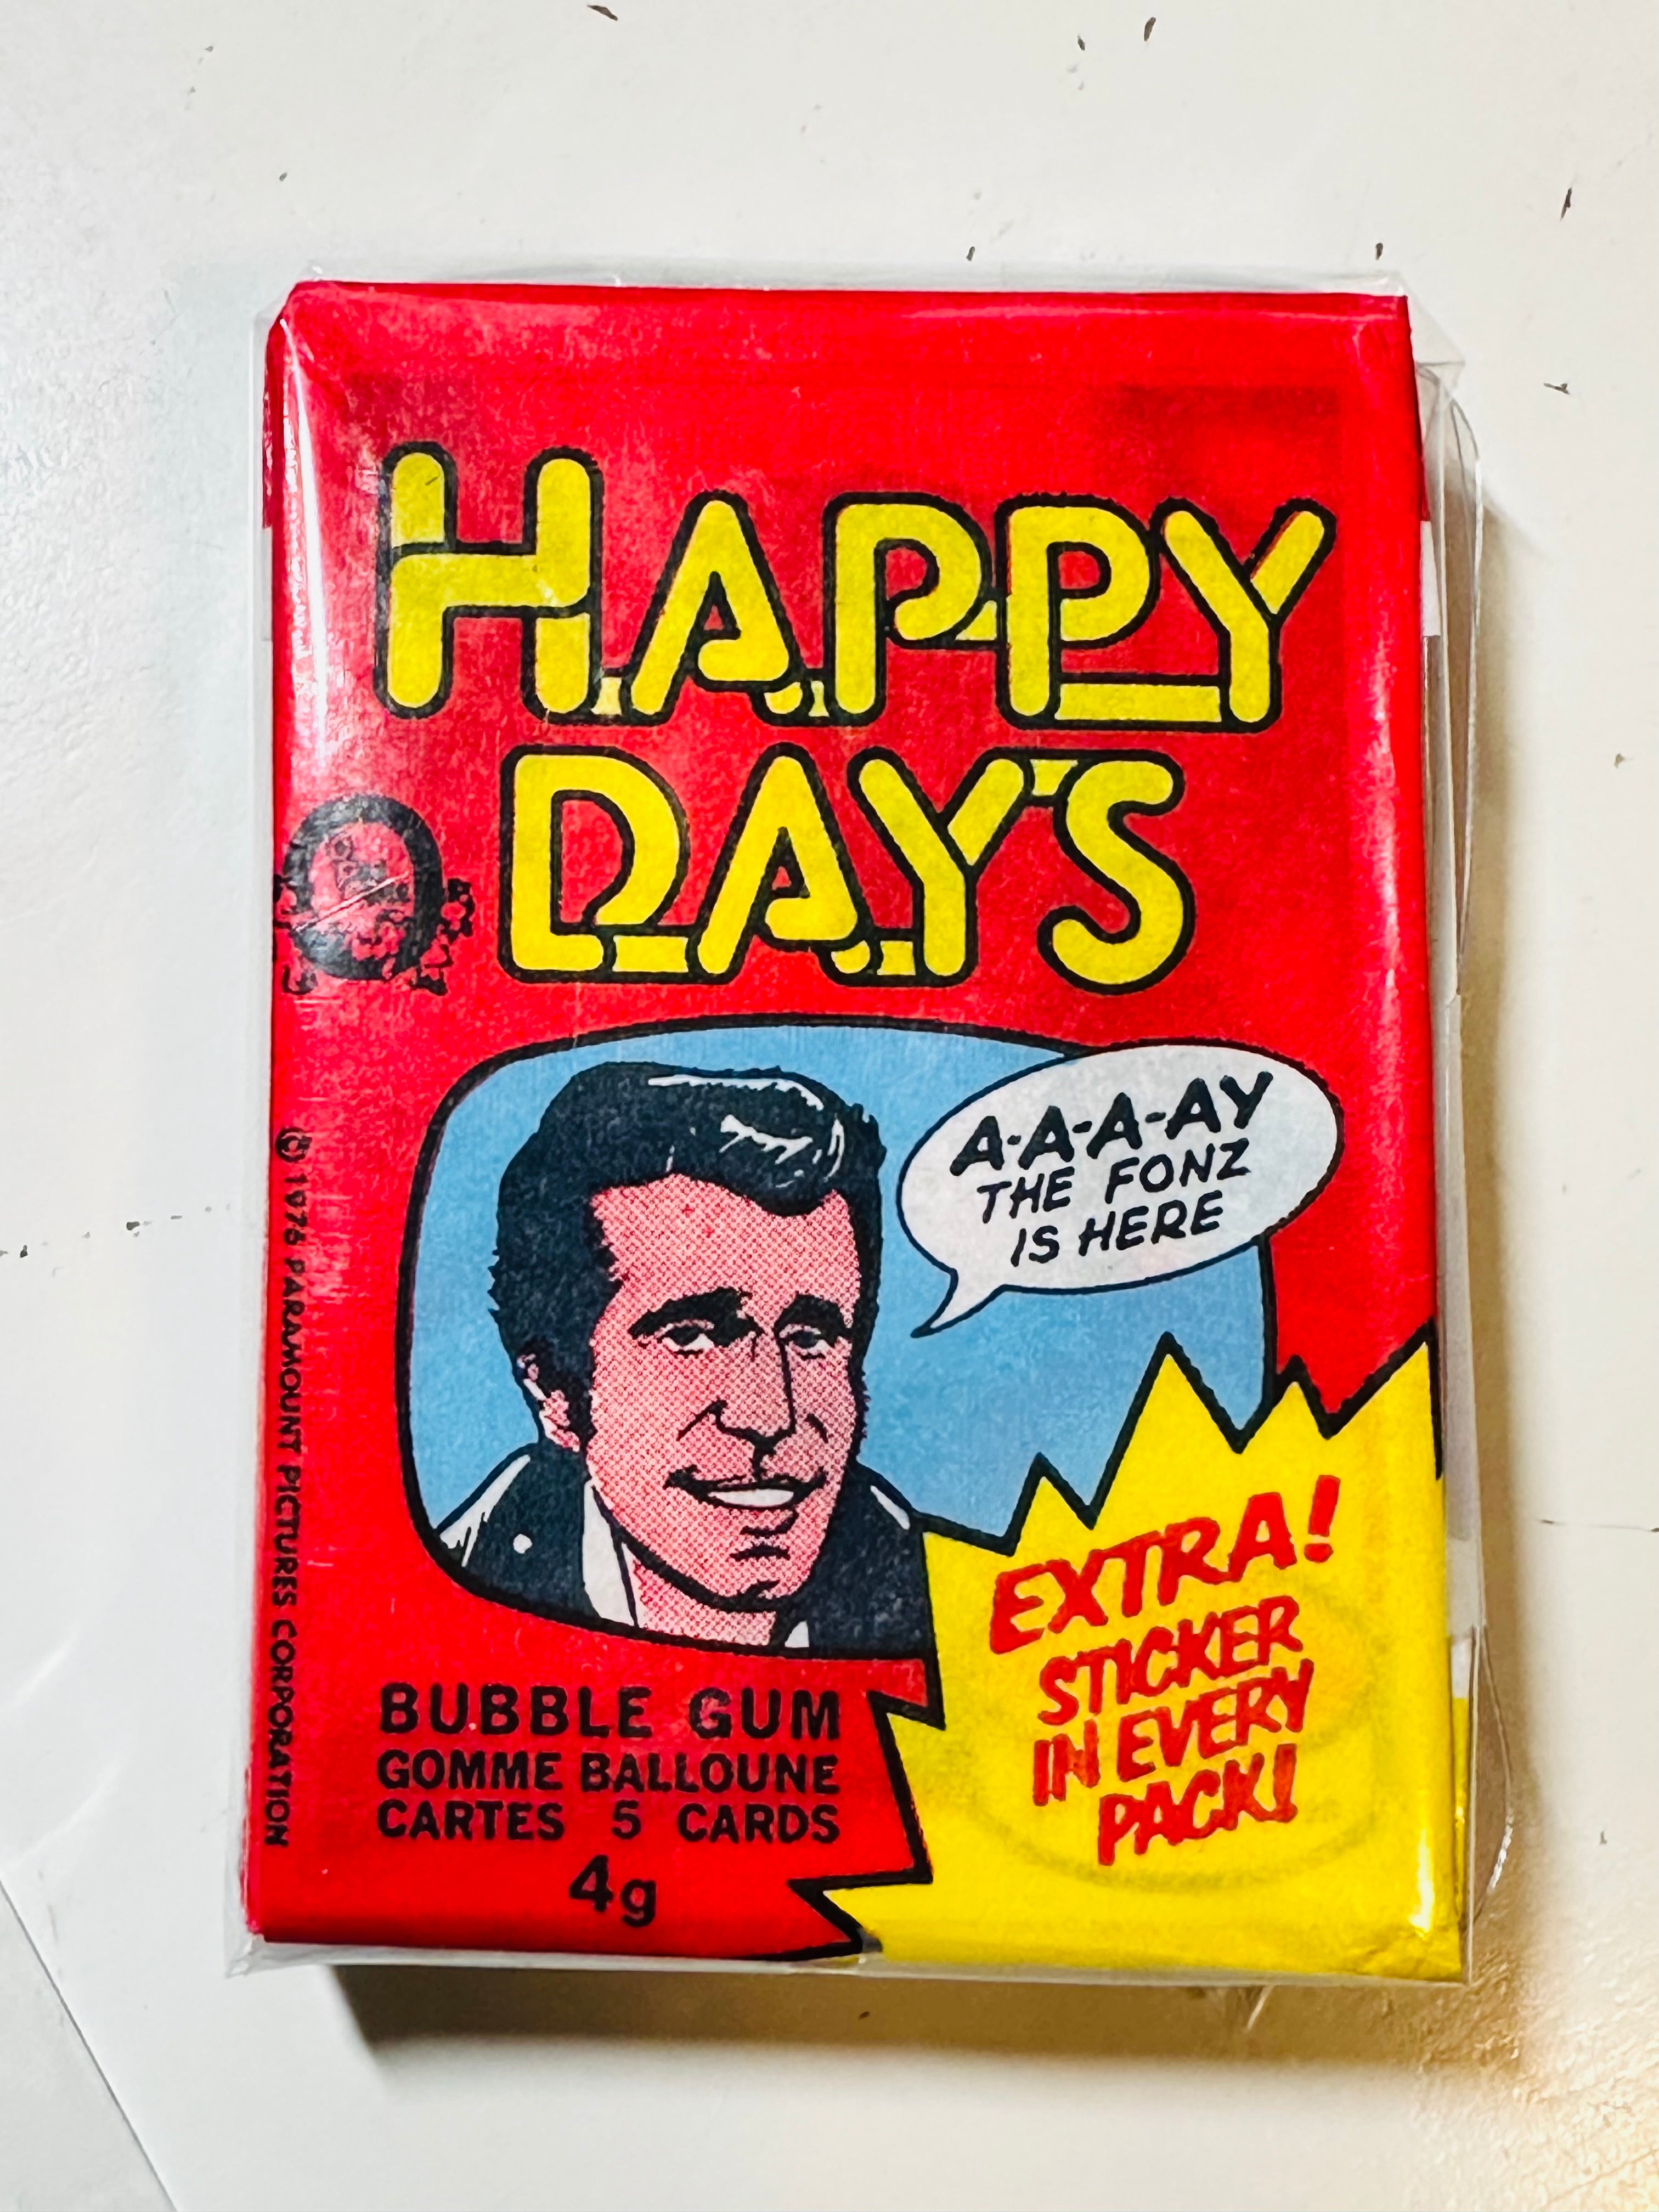 HAPPY
DAYS
A-A-A-AY
THE FONZ
IS HERE
EXTRA!
STICKER
IN EVERY
PACK!
BUBBLE GUM
GOMME BALLOUNE
CARTES 5 CARDS
4g
© 1976 PARAMOUNT PICTURES CORPORATION